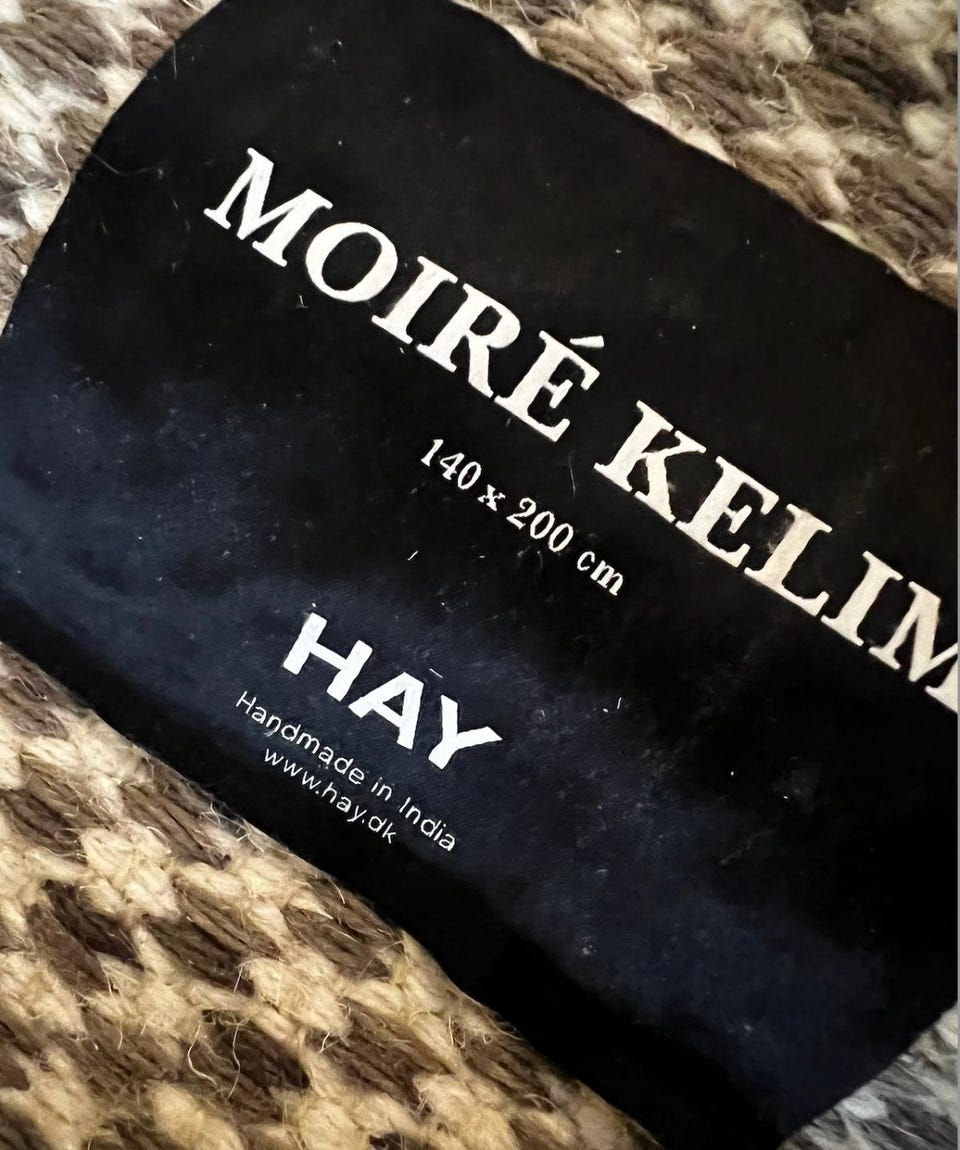 MOIRÉ KELIM
140 x 200 cm
HAY
Handmade in India
www.hay.dk